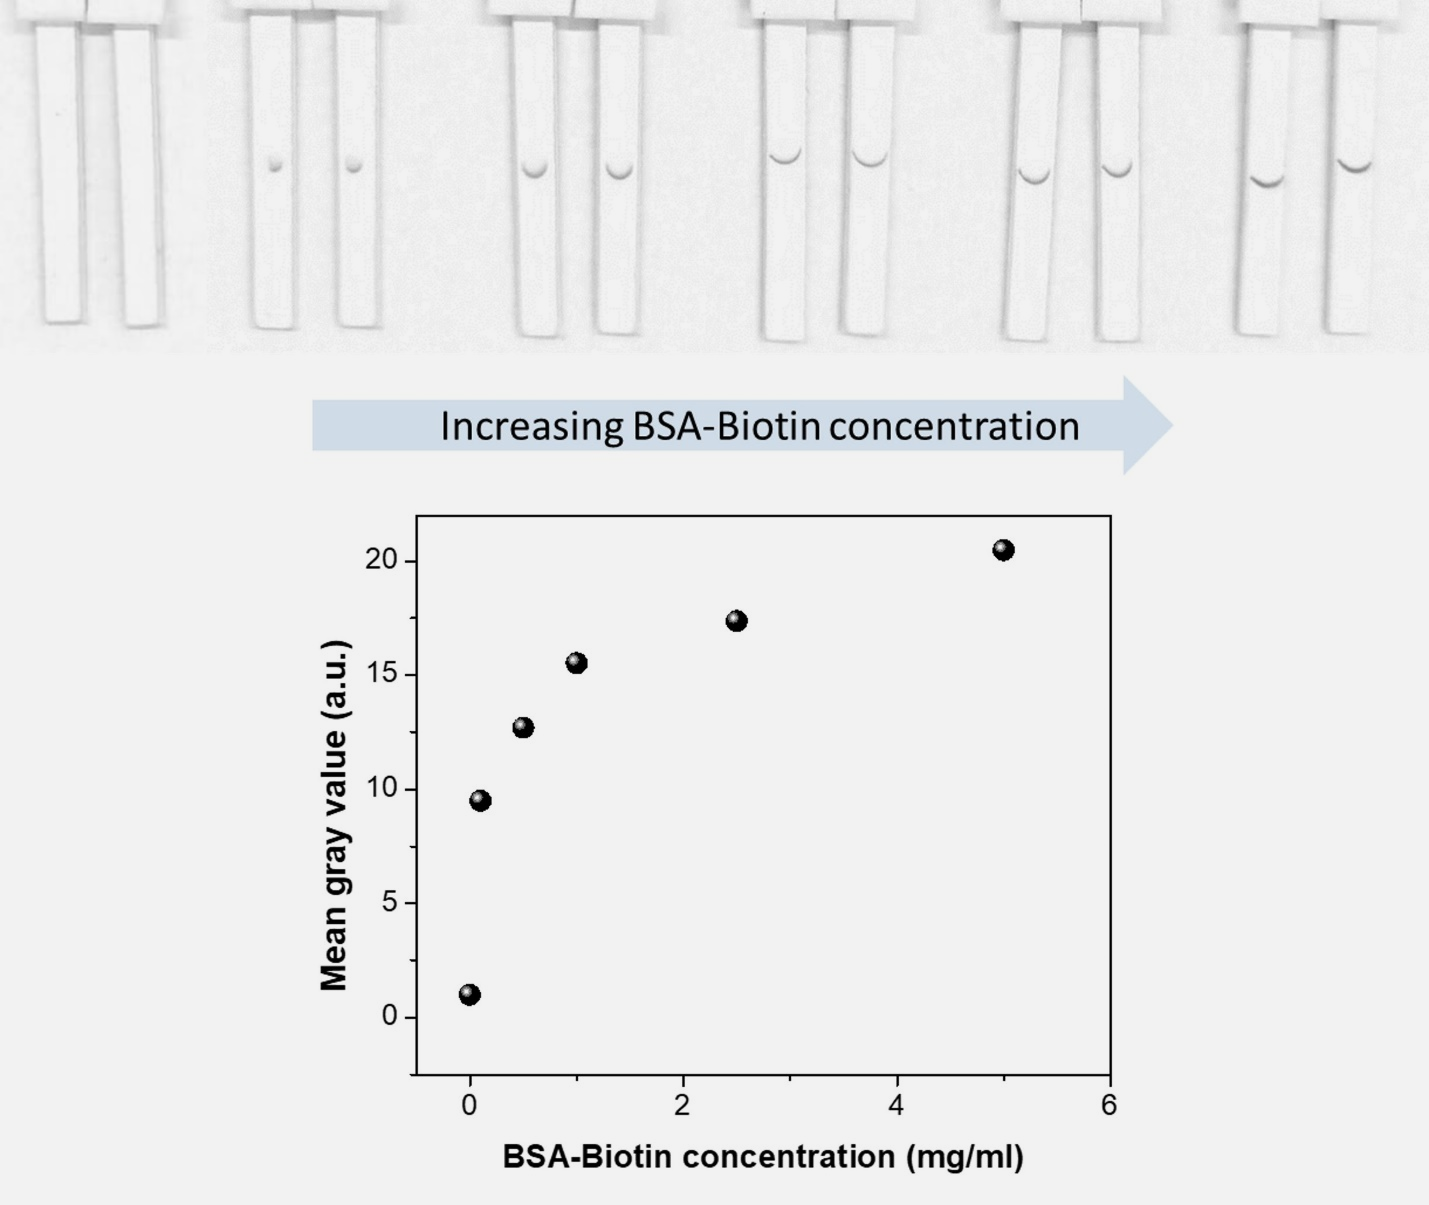 Increasing BSA-Biotin concentration
20
15
10
5
0
Mean gray value (a.u.)
0 2 4 6
BSA-Biotin concentration (mg/ml)